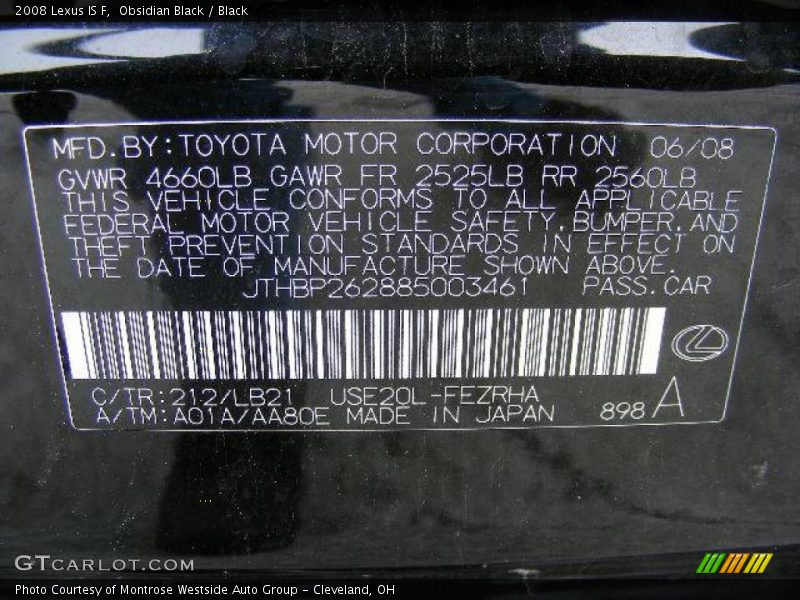 2008 Lexus IS F, Obsidian Black / Black
MFD. BY: TOYOTA MOTOR CORPORATION 06/08
GVWR 4660LB GAWR FR 2525LB RR 2560LB
THIS VEHICLE CONFORMS TO ALL APPLICABLE
FEDERAL MOTOR VEHICLE SAFETY, BUMPER, AND
THEFT PREVENTION STANDARDS IN EFFECT ON
THE DATE OF MANUFACTURE SHOWN ABOVE.
JTHBP262885003461 PASS. CAR
C/TR: 212/LB21 USE20L-FEZRHA
A/TM: A01A/AA80E MADE IN JAPAN 898 A
GTCARLOT.COM
Photo Courtesy of Montrose Westside Auto Group - Cleveland, OH